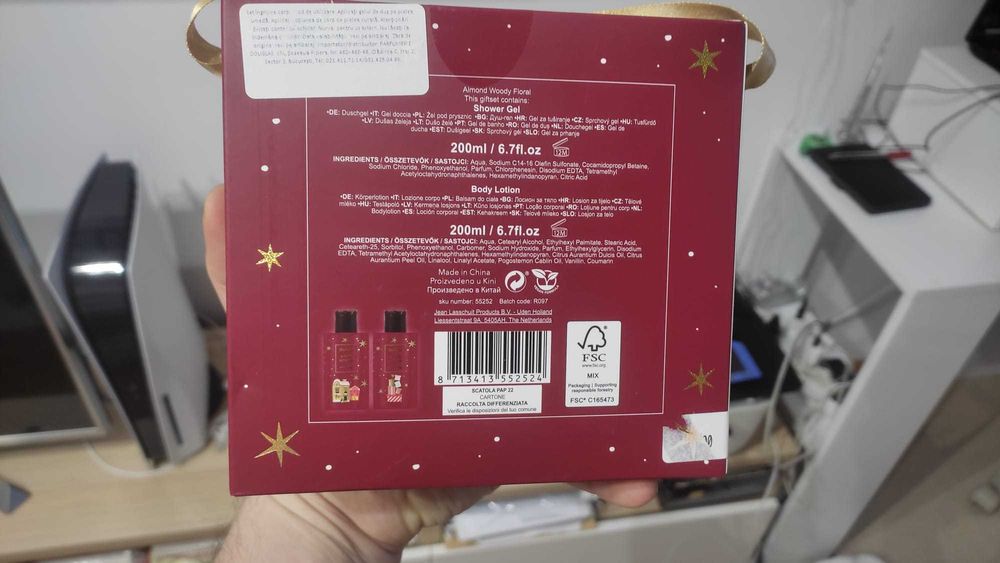 Almond Woody Floral
This giftset contains:
Shower Gel
•DE: Duschgel •IT: Gel doccia •PL: Żel pod prysznic •BG: Душ-гел •HR: Gel za tuširanje •CZ: Sprchový gel •HU: Tusfürdő
•LV: Dušas želeja •LT: Dušo želė •PT: Gel de banho •RO: Gel de dus •NL: Douchegel •ES: Gel de
ducha •EST: Dušigeel •SK: Sprchový gél •SLO: Gel za prhanje
200ml / 6.7fl.oz 12M
INGREDIENTS / ÖSSZETEVŐK / SASTOJCI: Aqua, Sodium C14-16 Olefin Sulfonate, Cocamidopropyl Betaine,
Sodium Chloride, Phenoxyethanol, Parfum, Chlorphenesin, Disodium EDTA, Tetramethyl
Acetyloctahydronaphthalenes, Hexamethylindanopyran, Citric Acid
Body Lotion
•DE: Körperlotion •IT: Lozione corpo •PL: Balsam do ciała •BG: Лосион за тяло •HR: Losion za tijelo •CZ: Tělové
mléko •HU: Testápoló •LV: Ķermeņa losjons •LT: Kūno losjonas •PT: Loção corporal •RO: Loțiune pentru corp •NL:
Bodylotion •ES: Loción corporal •EST: Kehakreem •SK: Telové mlieko •SLO: Losjon za telo
200ml / 6.7fl.oz 12M
INGREDIENTS / ÖSSZETEVŐK / SASTOJCI: Aqua, Cetearyl Alcohol, Ethylhexyl Palmitate, Stearic Acid,
Ceteareth-25, Sorbitol, Phenoxyethanol, Carbomer, Sodium Hydroxide, Parfum, Ethylhexylglycerin, Disodium
EDTA, Tetramethyl Acetyloctahydronaphthalenes, Hexamethylindanopyran, Citrus Aurantium Dulcis Oil, Citrus
Aurantium Peel Oil, Linalool, Linalyl Acetate, Pogostemon Cablin Oil, Vanillin, Coumarin
Made in China
Proizvedeno u Kini
Произведено в Китай
sku number: 55252 Batch code: R097
Jean Lasschuit Products B.V. - Uden Holland
Liessentstraat 9A, 5405AH, The Netherlands
8 713413 552524
SCATOLA PAP 22
CARTONE
RACCOLTA DIFFERENZIATA
Verifica le disposizioni del tuo comune
FSC
www.fsc.org
MIX
Packaging | Supporting
responsible forestry
FSC® C165473